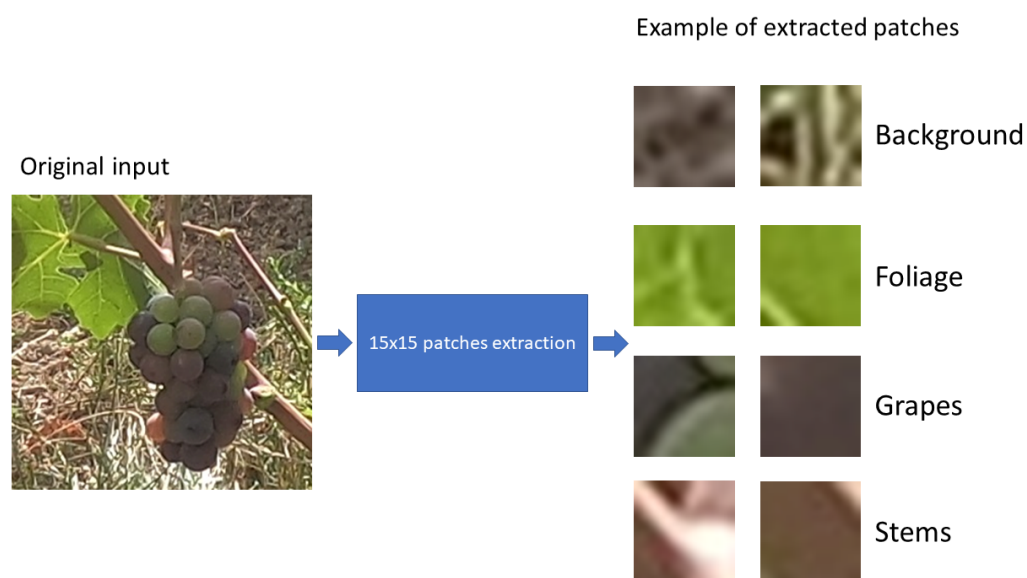 Example of extracted patches
Original input
15x15 patches extraction
Background
Foliage
Grapes
Stems